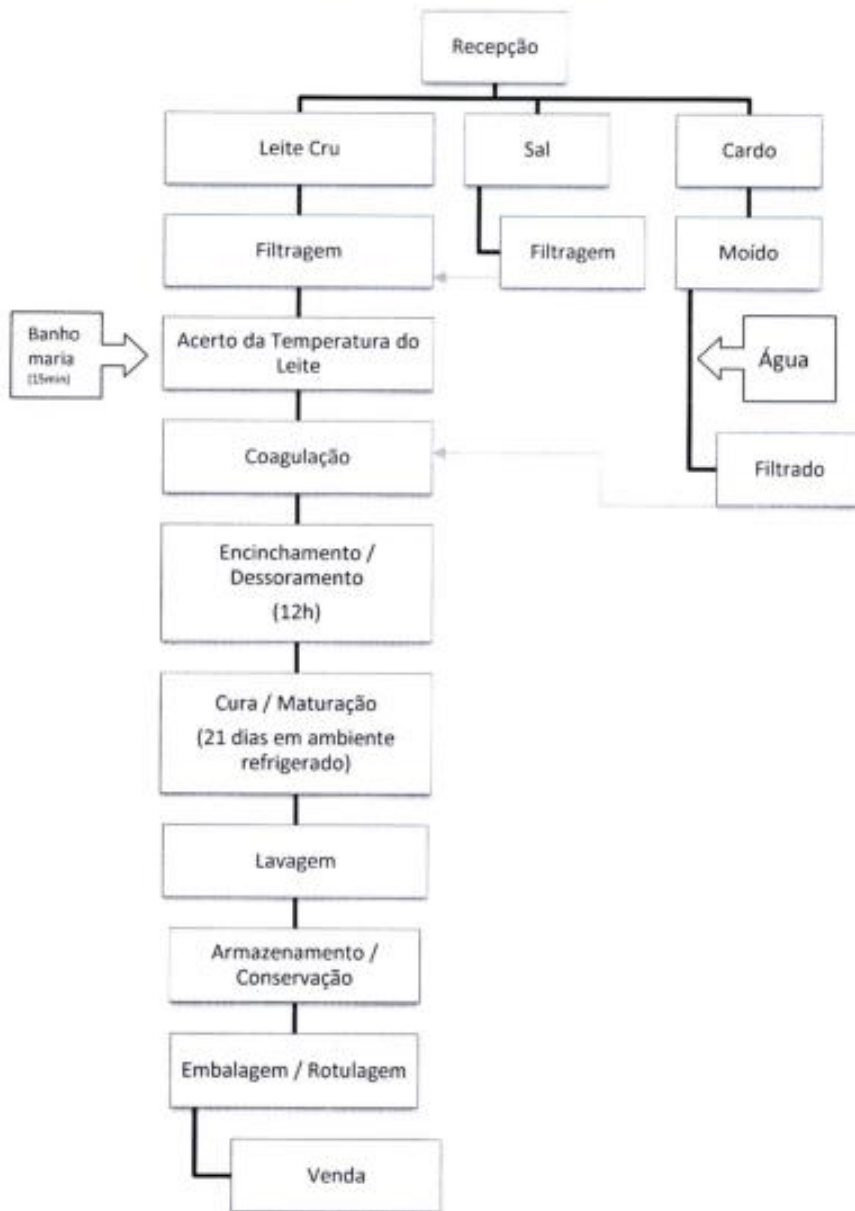 Recepção
Leite Cru
Sal
Cardo
Filtragem
Filtragem
Moído
Banho
maria
(15min)
Acerto da Temperatura do
Leite
Água
Coagulação
Filtrado
Encinchamento /
Dessoramento
(12h)
Cura / Maturação
(21 dias em ambiente
refrigerado)
Lavagem
Armazenamento /
Conservação
Embalagem / Rotulagem
Venda